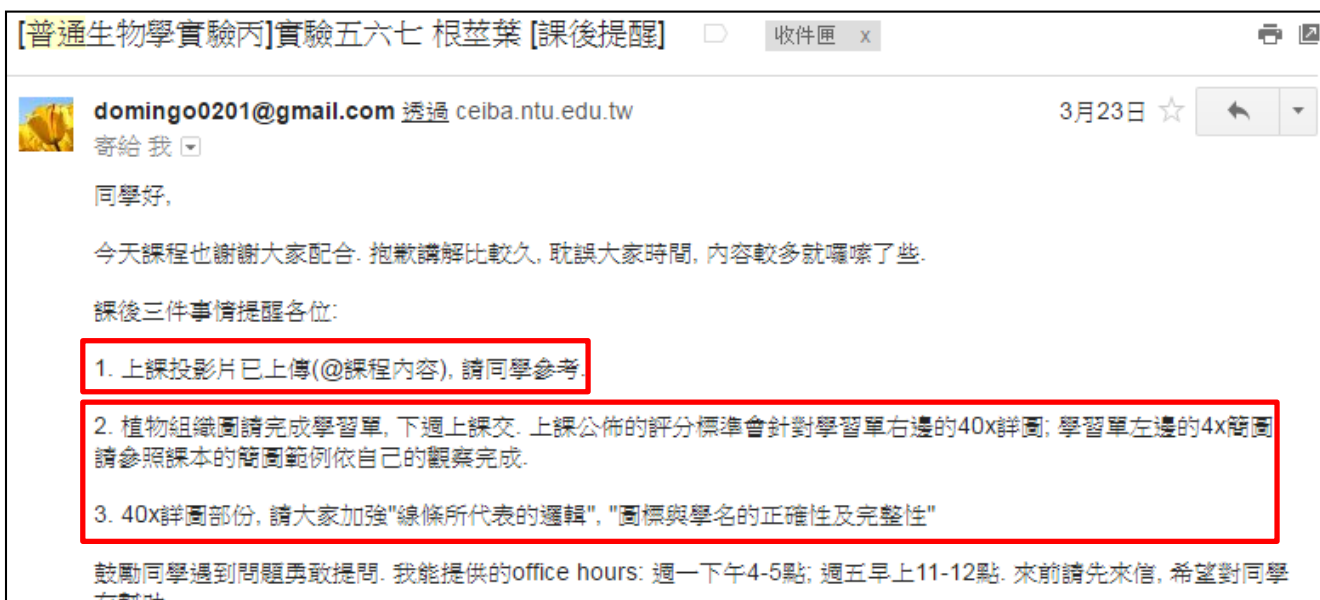 [普通生物學實驗丙]實驗五六七 根莖葉 [課後提醒] 收件匣 x
domingo0201@gmail.com 透過 ceiba.ntu.edu.tw 3月23日
寄給 我
同學好,
今天課程也謝謝大家配合. 抱歉講解比較久, 耽誤大家時間, 內容較多就囉嗦了些.
課後三件事情提醒各位:
1. 上課投影片已上傳(@課程內容), 請同學參考.
2. 植物組織圖請完成學習單, 下週上課交. 上課公佈的評分標準會針對學習單右邊的40x詳圖; 學習單左邊的4x簡圖
請參照課本的簡圖範例依自己的觀察完成.
3. 40x詳圖部份, 請大家加強"線條所代表的邏輯", "圖標與學名的正確性及完整性"
鼓勵同學遇到問題勇敢提問. 我能提供的office hours: 週一下午4-5點; 週五早上11-12點. 來前請先來信, 希望對同學